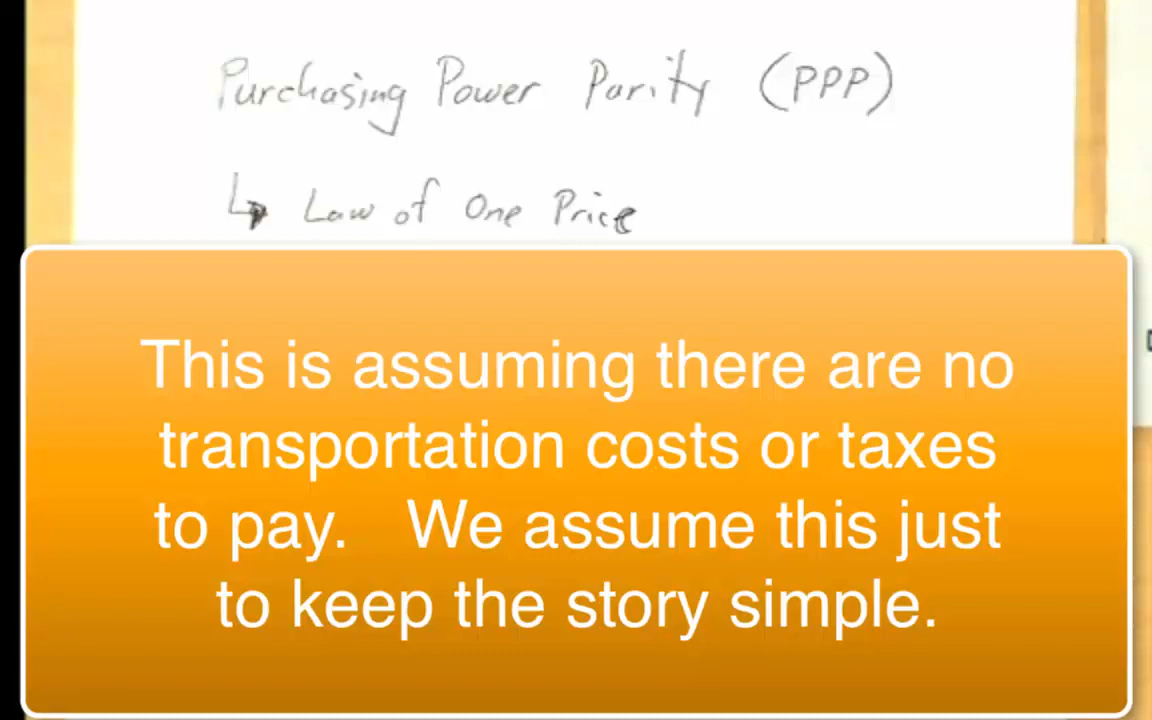 Purchasing Power Parity (PPP)
↳ Law of One Price
This is assuming there are no
transportation costs or taxes
to pay. We assume this just
to keep the story simple.